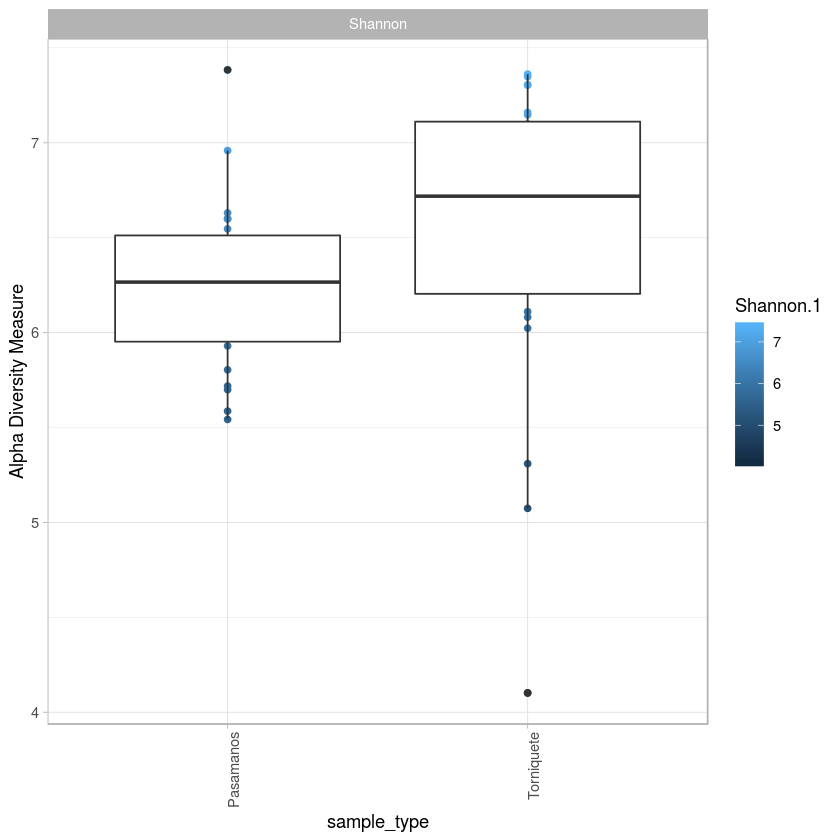 Shannon
Alpha Diversity Measure
7
6
5
4
Pasamanos
Torniquete
sample_type
Shannon.1
7
6
5